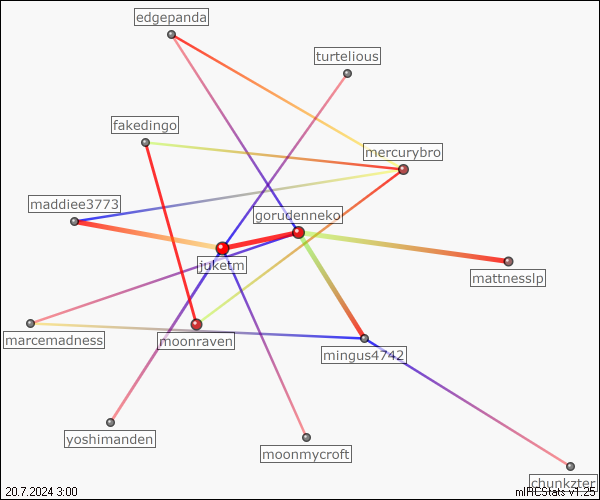 edgepanda
turtelious
fakedingo
mercurybro
maddiee3773
gorudenneko
juketm
mattnesslp
marcemadness
moonraven
mingus4742
yoshimanden
moonmycroft
chunkzter
20.7.2024 3:00
mIRCStats v1.25